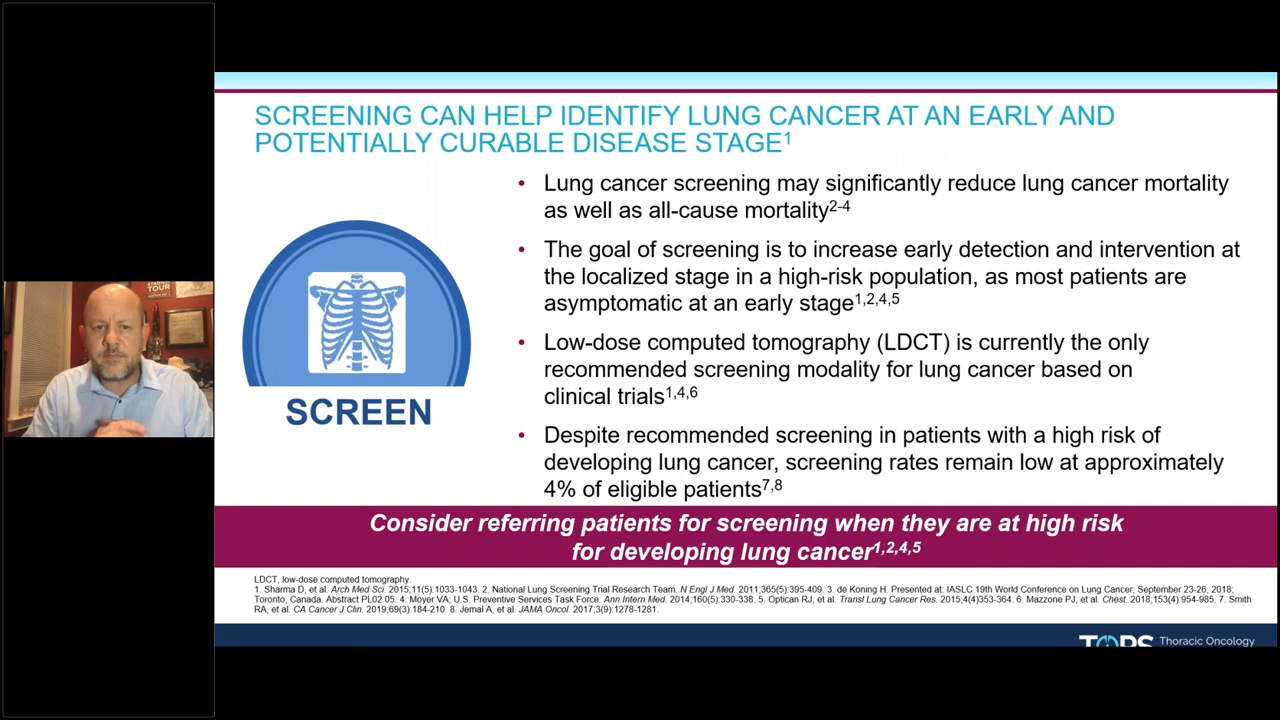 SCREENING CAN HELP IDENTIFY LUNG CANCER AT AN EARLY AND
POTENTIALLY CURABLE DISEASE STAGE1
• Lung cancer screening may significantly reduce lung cancer mortality
as well as all-cause mortality2-4
• The goal of screening is to increase early detection and intervention at
the localized stage in a high-risk population, as most patients are
asymptomatic at an early stage1,2,4,5
• Low-dose computed tomography (LDCT) is currently the only
recommended screening modality for lung cancer based on
clinical trials1,4,6
• Despite recommended screening in patients with a high risk of
developing lung cancer, screening rates remain low at approximately
4% of eligible patients7,8
SCREEN
Consider referring patients for screening when they are at high risk
for developing lung cancer1,2,4,5
LDCT, low-dose computed tomography.
1. Sharma D, et al. Arch Med Sci. 2015;11(5):1033-1043. 2. National Lung Screening Trial Research Team. N Engl J Med. 2011;365(5):395-409. 3. de Koning H. Presented at: IASLC 19th World Conference on Lung Cancer; September 23-26, 2018;
Toronto, Canada. Abstract PL02.05. 4. Moyer VA; U.S. Preventive Services Task Force. Ann Intern Med. 2014;160(5):330-338. 5. Optican RJ, et al. Transl Lung Cancer Res. 2015;4(4)353-364. 6. Mazzone PJ, et al. Chest. 2018;153(4):954-985. 7. Smith
RA, et al. CA Cancer J Clin. 2019;69(3):184-210. 8. Jemal A, et al. JAMA Oncol. 2017;3(9):1278-1281.
TOPS Thoracic Oncology
TOUR